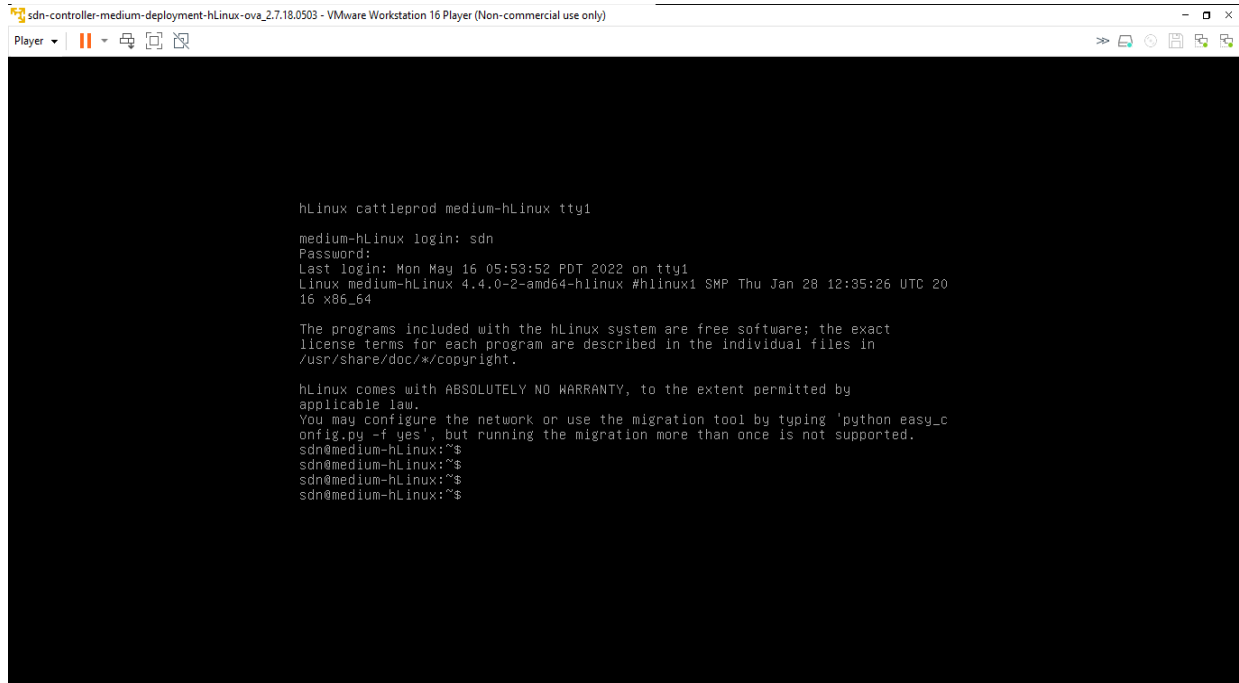 sdn-controller-medium-deployment-hLinux-ova_2.7.18.0503 - VMware Workstation 16 Player (Non-commercial use only)
Player
hLinux cattleprod medium-hLinux tty1
medium-hLinux login: sdn
Password:
Last login: Mon May 16 05:53:52 PDT 2022 on tty1
Linux medium-hLinux 4.4.0-2-amd64-hlinux #hlinux1 SMP Thu Jan 28 12:35:26 UTC 20
16 x86_64
The programs included with the hLinux system are free software; the exact
license terms for each program are described in the individual files in
/usr/share/doc/*/copyright.
hLinux comes with ABSOLUTELY NO WARRANTY, to the extent permitted by
applicable law.
You may configure the network or use the migration tool by typing 'python easy_c
onfig.py -f yes', but running the migration more than once is not supported.
sdn@medium-hLinux:~$
sdn@medium-hLinux:~$
sdn@medium-hLinux:~$
sdn@medium-hLinux:~$